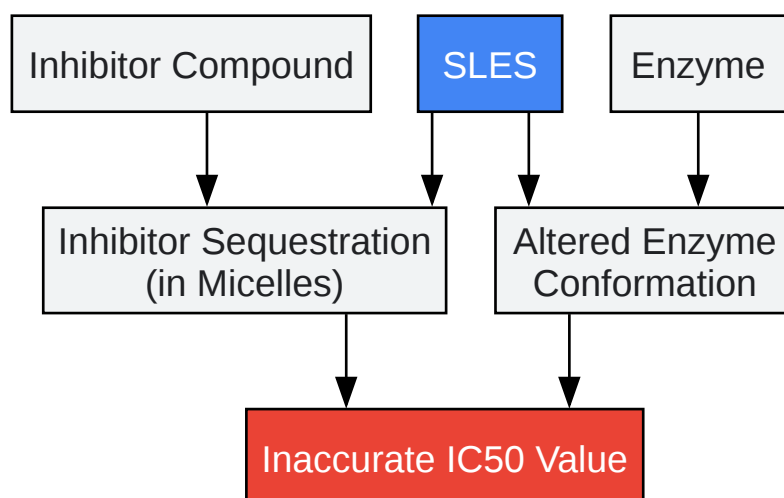 Inhibitor Compound
SLES
Enzyme
Inhibitor Sequestration
(in Micelles)
Altered Enzyme
Conformation
Inaccurate IC50 Value